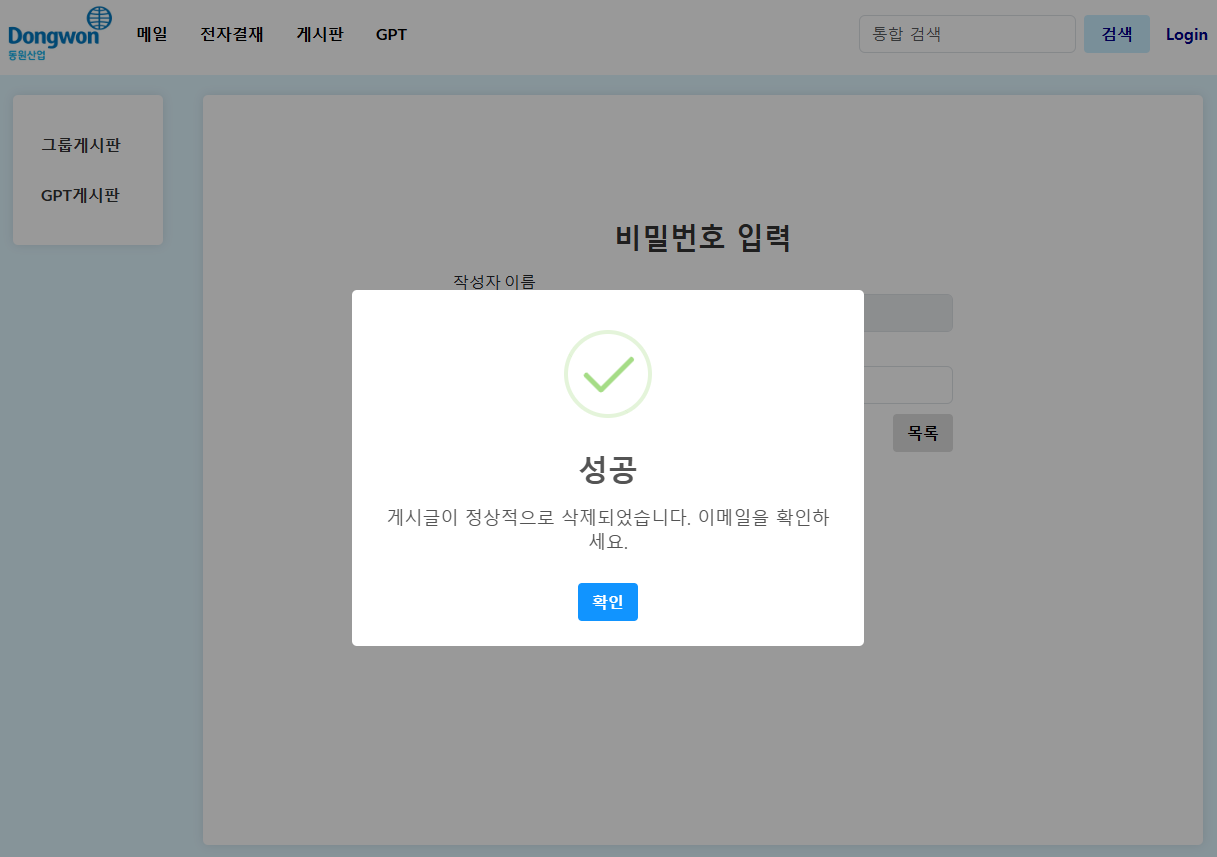 Dongwon
동원산업
메일 전자결재 게시판 GPT 통합 검색 검색 Login
그룹게시판
GPT게시판
비밀번호 입력
작성자 이름
목록
성공
게시글이 정상적으로 삭제되었습니다. 이메일을 확인하
세요.
확인